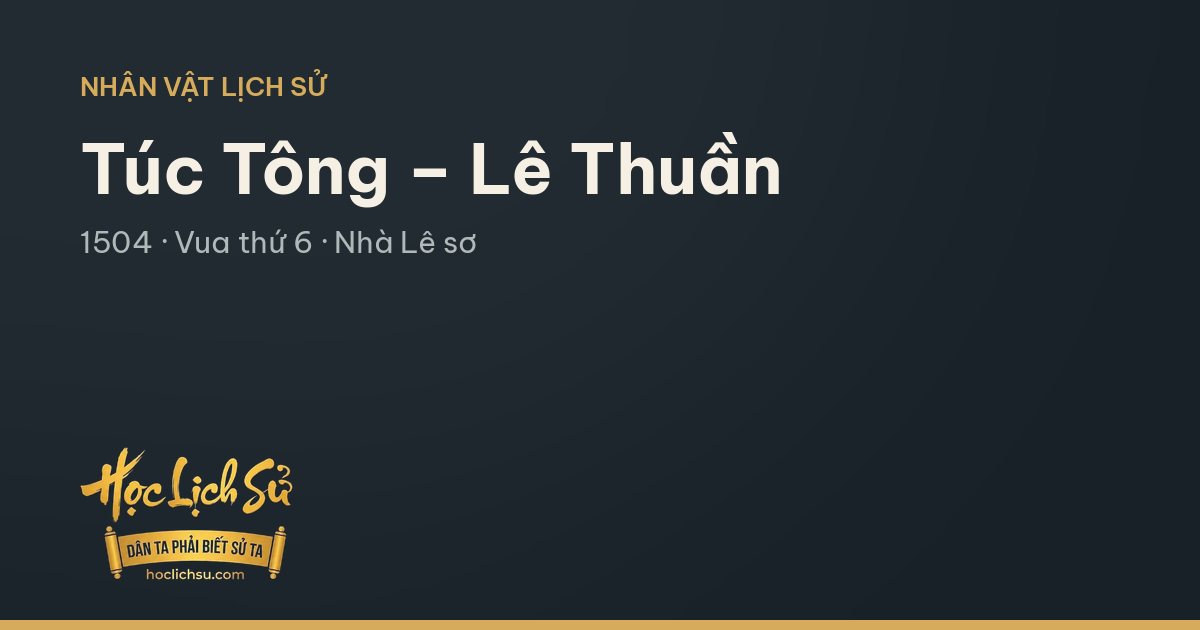 NHÂN VẬT LỊCH SỬ
Túc Tông – Lê Thuần
1504 · Vua thứ 6 · Nhà Lê sơ
Học Lịch Sử
DÂN TA PHẢI BIẾT SỬ TA
hoclichsu.com